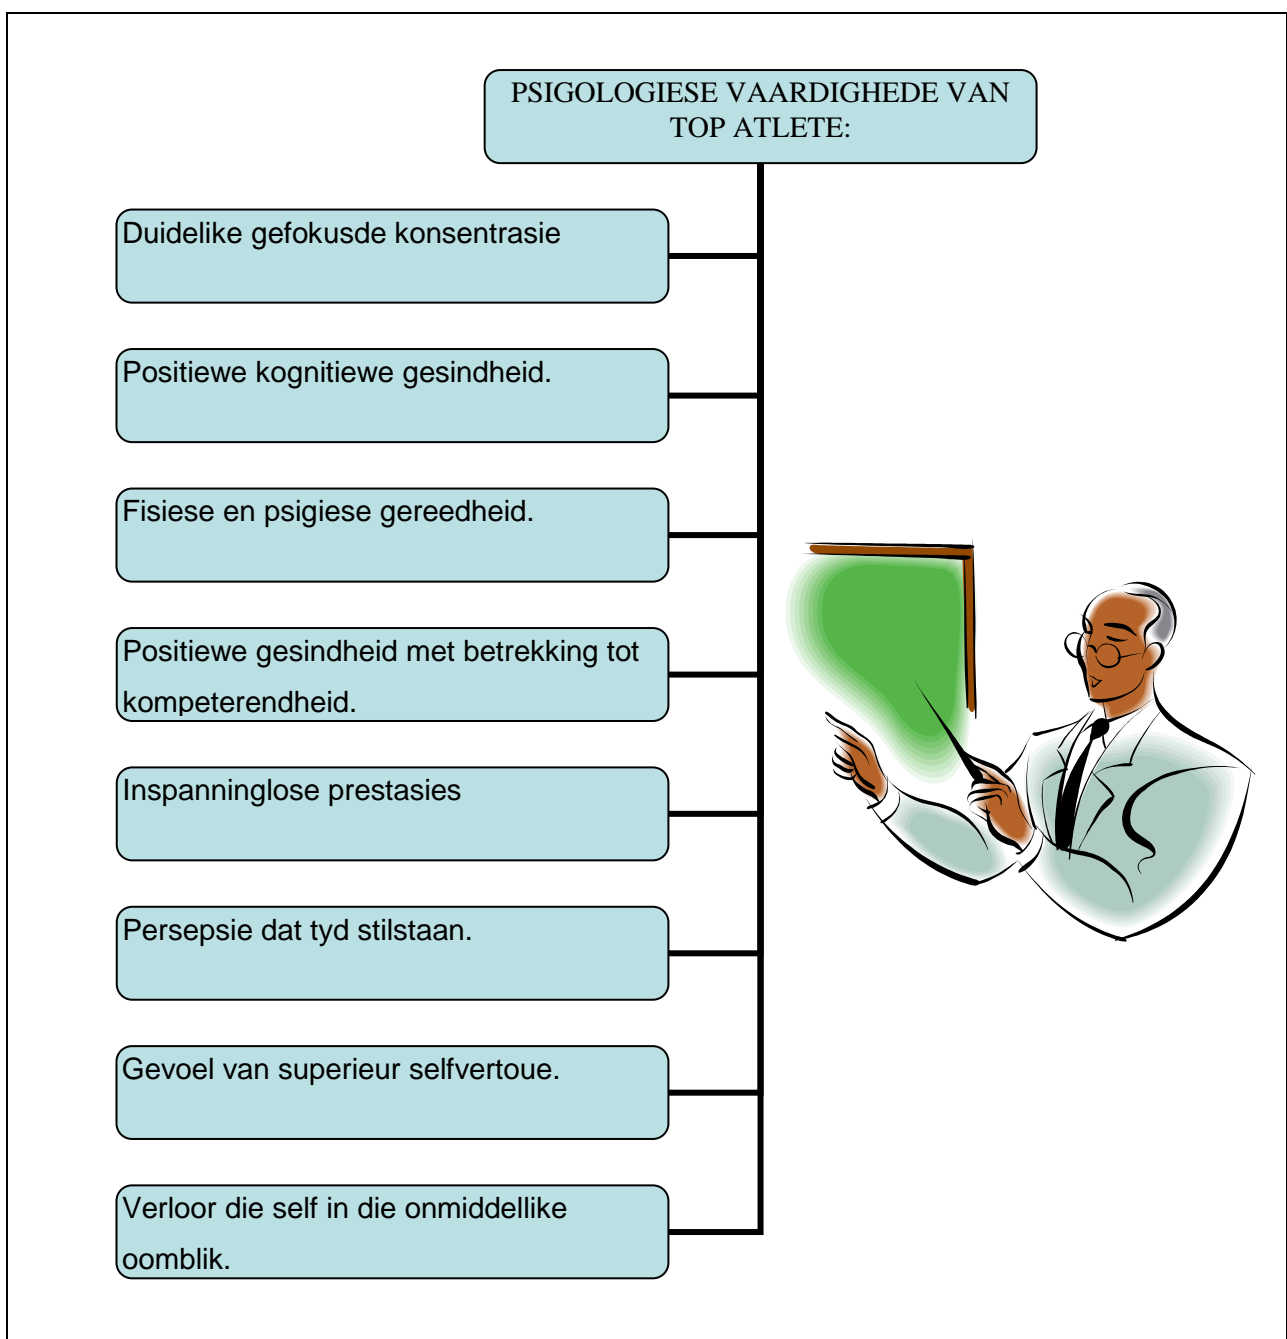 PSIGOLOGIESE VAARDIGHEDE VAN
TOP ATLETE:
Duidelike gefokusde konsentrasie
Positiewe kognitiewe gesindheid.
Fisiese en psigiese gereedheid.
Positiewe gesindheid met betrekking tot
kompeterendheid.
Inspanninglose prestasies
Persepsie dat tyd stilstaan.
Gevoel van superieur selfvertoue.
Verloor die self in die onmiddellike
oomblik.